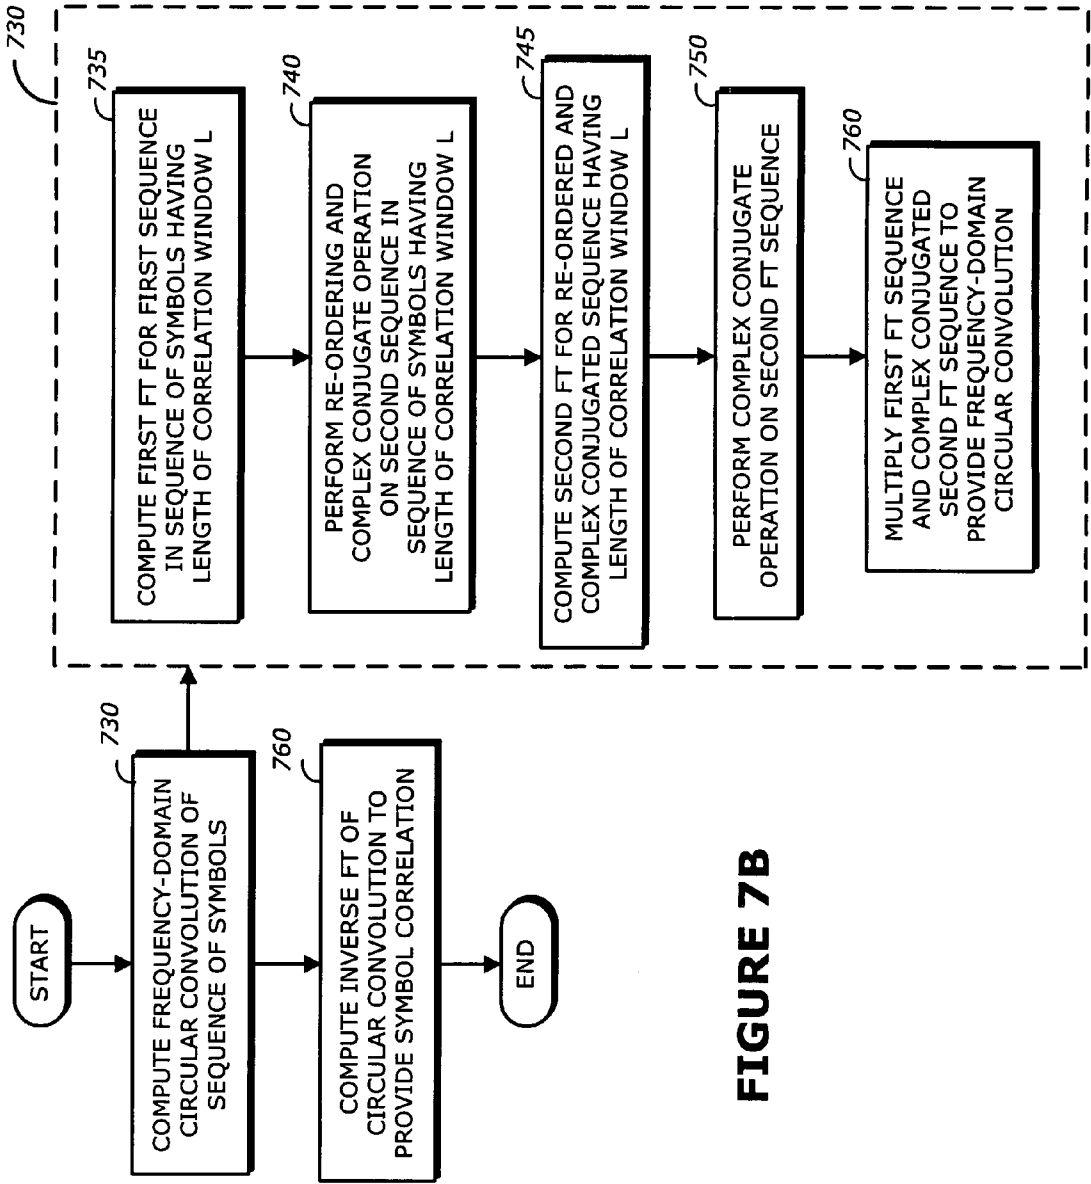 START
730
COMPUTE FREQUENCY-DOMAIN
CIRCULAR CONVOLUTION OF
SEQUENCE OF SYMBOLS
760
COMPUTE INVERSE FT OF
CIRCULAR CONVOLUTION TO
PROVIDE SYMBOL CORRELATION
END
730
735
COMPUTE FIRST FT FOR FIRST SEQUENCE
IN SEQUENCE OF SYMBOLS HAVING
LENGTH OF CORRELATION WINDOW L
740
PERFORM RE-ORDERING AND
COMPLEX CONJUGATE OPERATION
ON SECOND SEQUENCE IN
SEQUENCE OF SYMBOLS HAVING
LENGTH OF CORRELATION WINDOW L
745
COMPUTE SECOND FT FOR RE-ORDERED AND
COMPLEX CONJUGATED SEQUENCE HAVING
LENGTH OF CORRELATION WINDOW L
750
PERFORM COMPLEX CONJUGATE
OPERATION ON SECOND FT SEQUENCE
760
MULTIPLY FIRST FT SEQUENCE
AND COMPLEX CONJUGATED
SECOND FT SEQUENCE TO
PROVIDE FREQUENCY-DOMAIN
CIRCULAR CONVOLUTION
FIGURE 7B